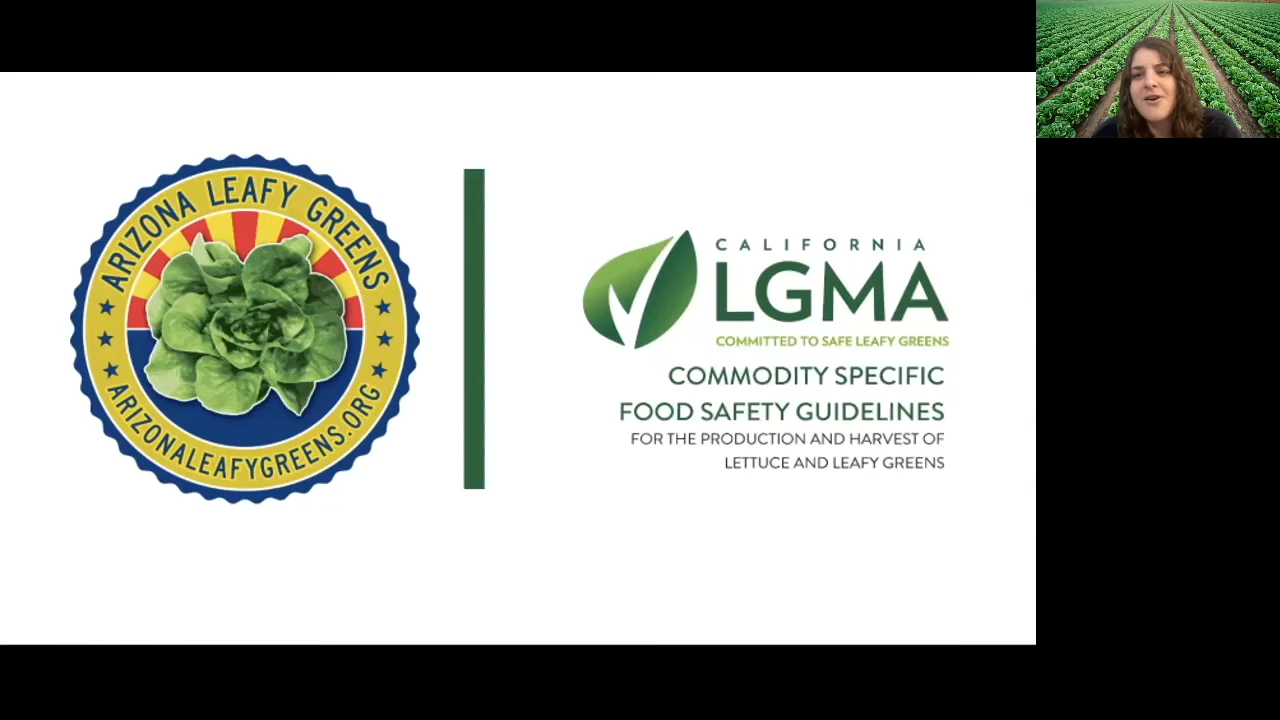 ARIZONA LEAFY GREENS
ARIZONALEAFYGREENS.ORG
CALIFORNIA
LGMA
COMMITTED TO SAFE LEAFY GREENS
COMMODITY SPECIFIC
FOOD SAFETY GUIDELINES
FOR THE PRODUCTION AND HARVEST OF
LETTUCE AND LEAFY GREENS